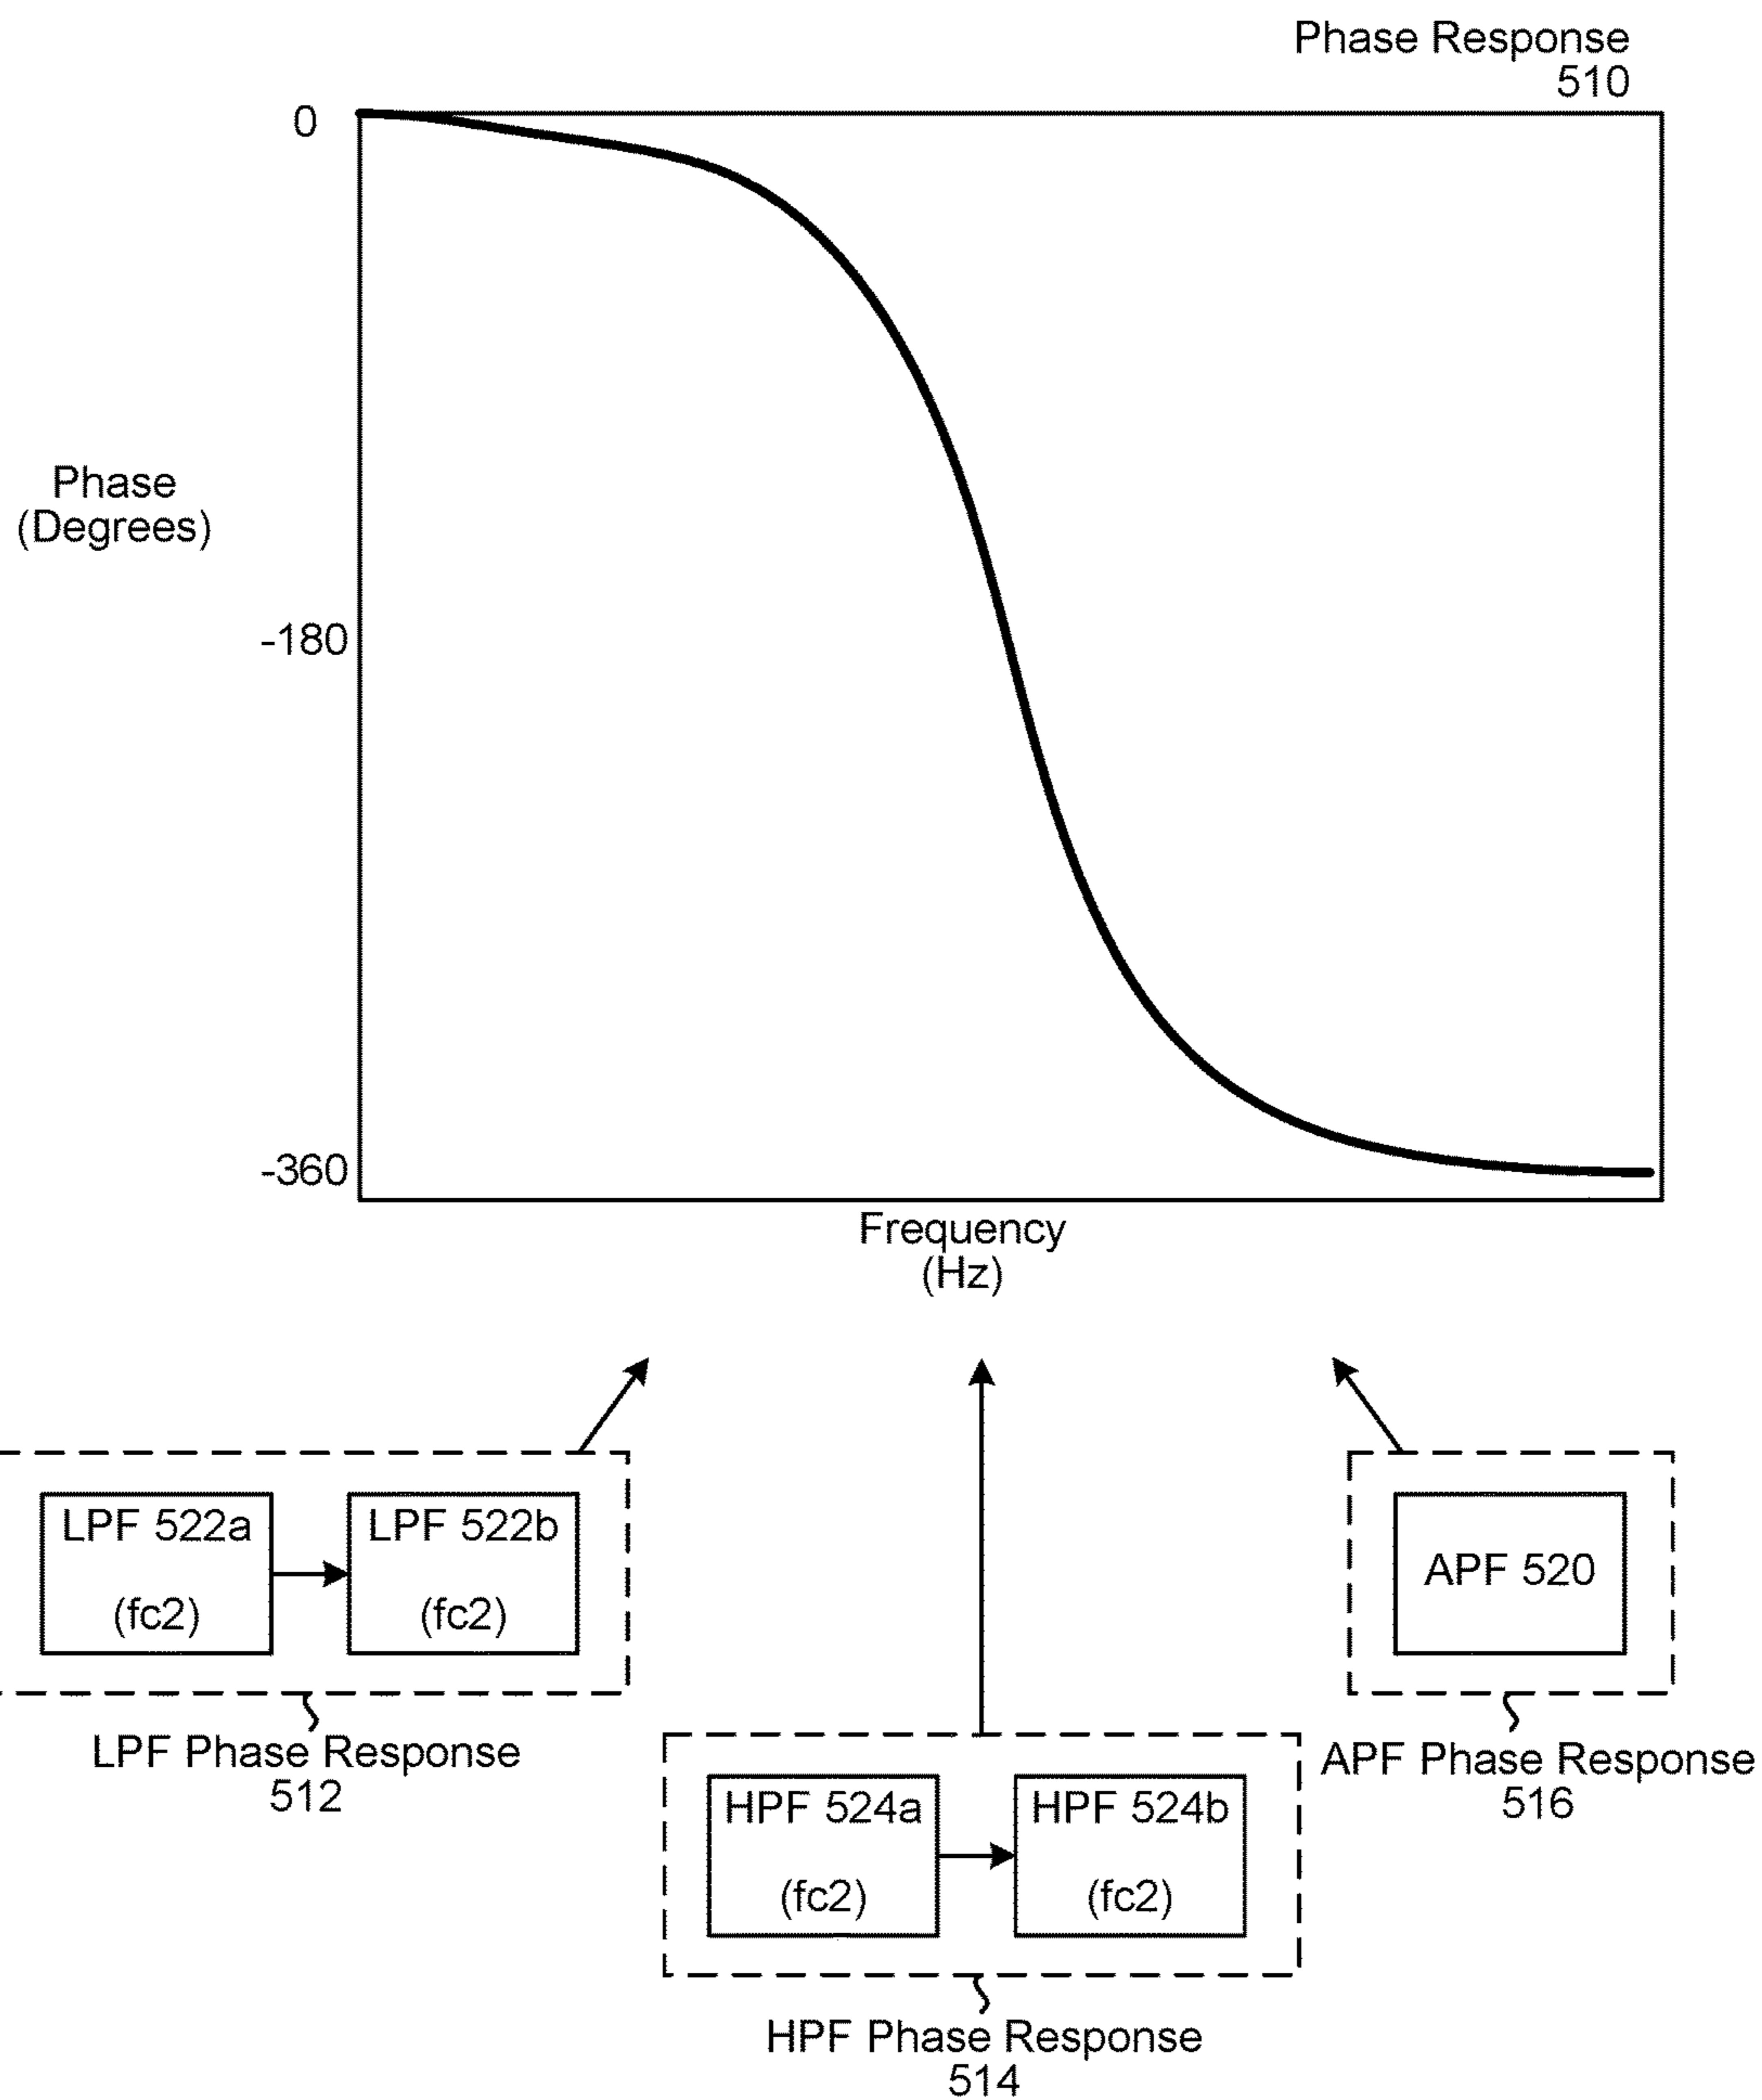 Phase Response
510
0
Phase
(Degrees)
-180
-360
Frequency
(Hz)
LPF 522a
(fc2)
LPF 522b
(fc2)
LPF Phase Response
512
HPF 524a
(fc2)
HPF 524b
(fc2)
HPF Phase Response
514
APF 520
APF Phase Response
516